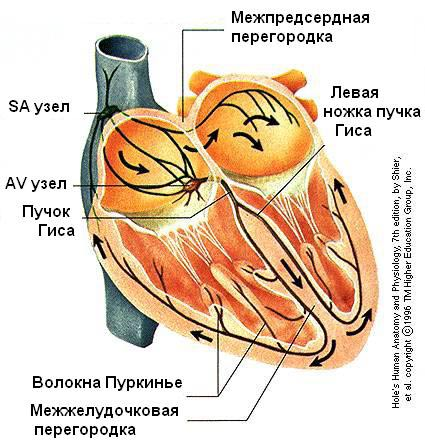 Межпредсердная
перегородка
SA узел
Левая
ножка пучка
Гиса
AV узел
Пучок
Гиса
Волокна Пуркинье
Межжелудочковая
перегородка
Hole's Human Anatomy and Physiology, 7th edition, by Shier,
et al. copyright ©1996 TM Higher Education Group, Inc.